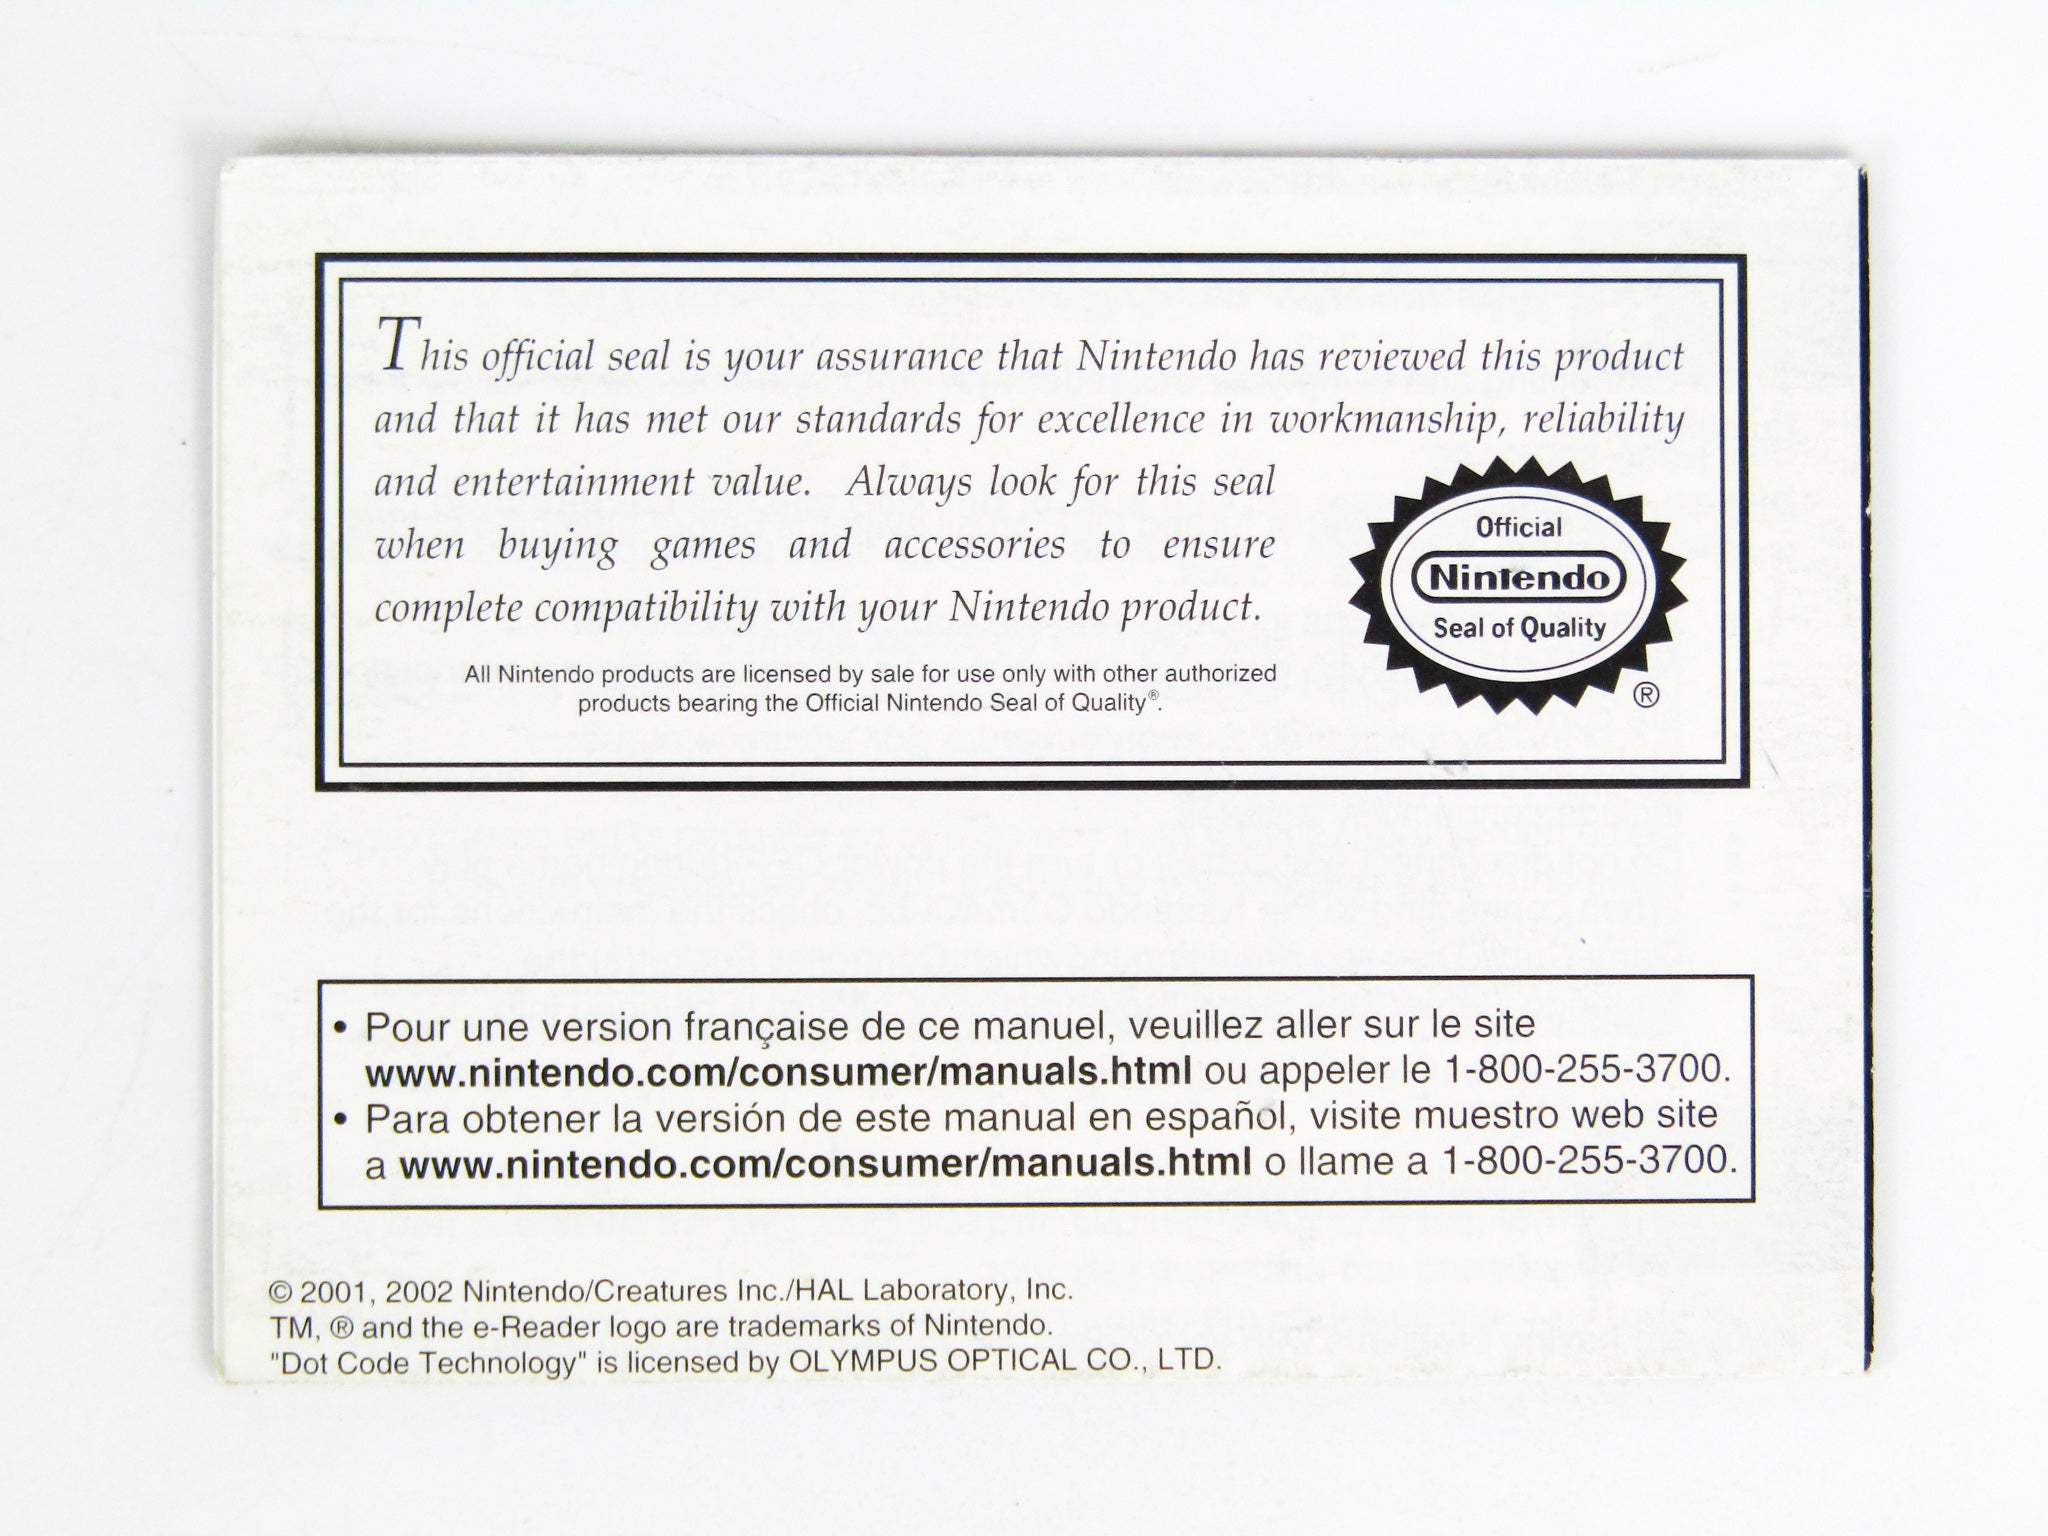 This official seal is your assurance that Nintendo has reviewed this product
and that it has met our standards for excellence in workmanship, reliability
and entertainment value. Always look for this seal
when buying games and accessories to ensure
complete compatibility with your Nintendo product.
All Nintendo products are licensed by sale for use only with other authorized
products bearing the Official Nintendo Seal of Quality®.
Official
Nintendo
Seal of Quality
®
• Pour une version française de ce manuel, veuillez aller sur le site
www.nintendo.com/consumer/manuals.html ou appeler le 1-800-255-3700.
• Para obtener la versión de este manual en español, visite muestro web site
a www.nintendo.com/consumer/manuals.html o llame a 1-800-255-3700.
© 2001, 2002 Nintendo/Creatures Inc./HAL Laboratory, Inc.
TM, ® and the e-Reader logo are trademarks of Nintendo.
"Dot Code Technology" is licensed by OLYMPUS OPTICAL CO., LTD.